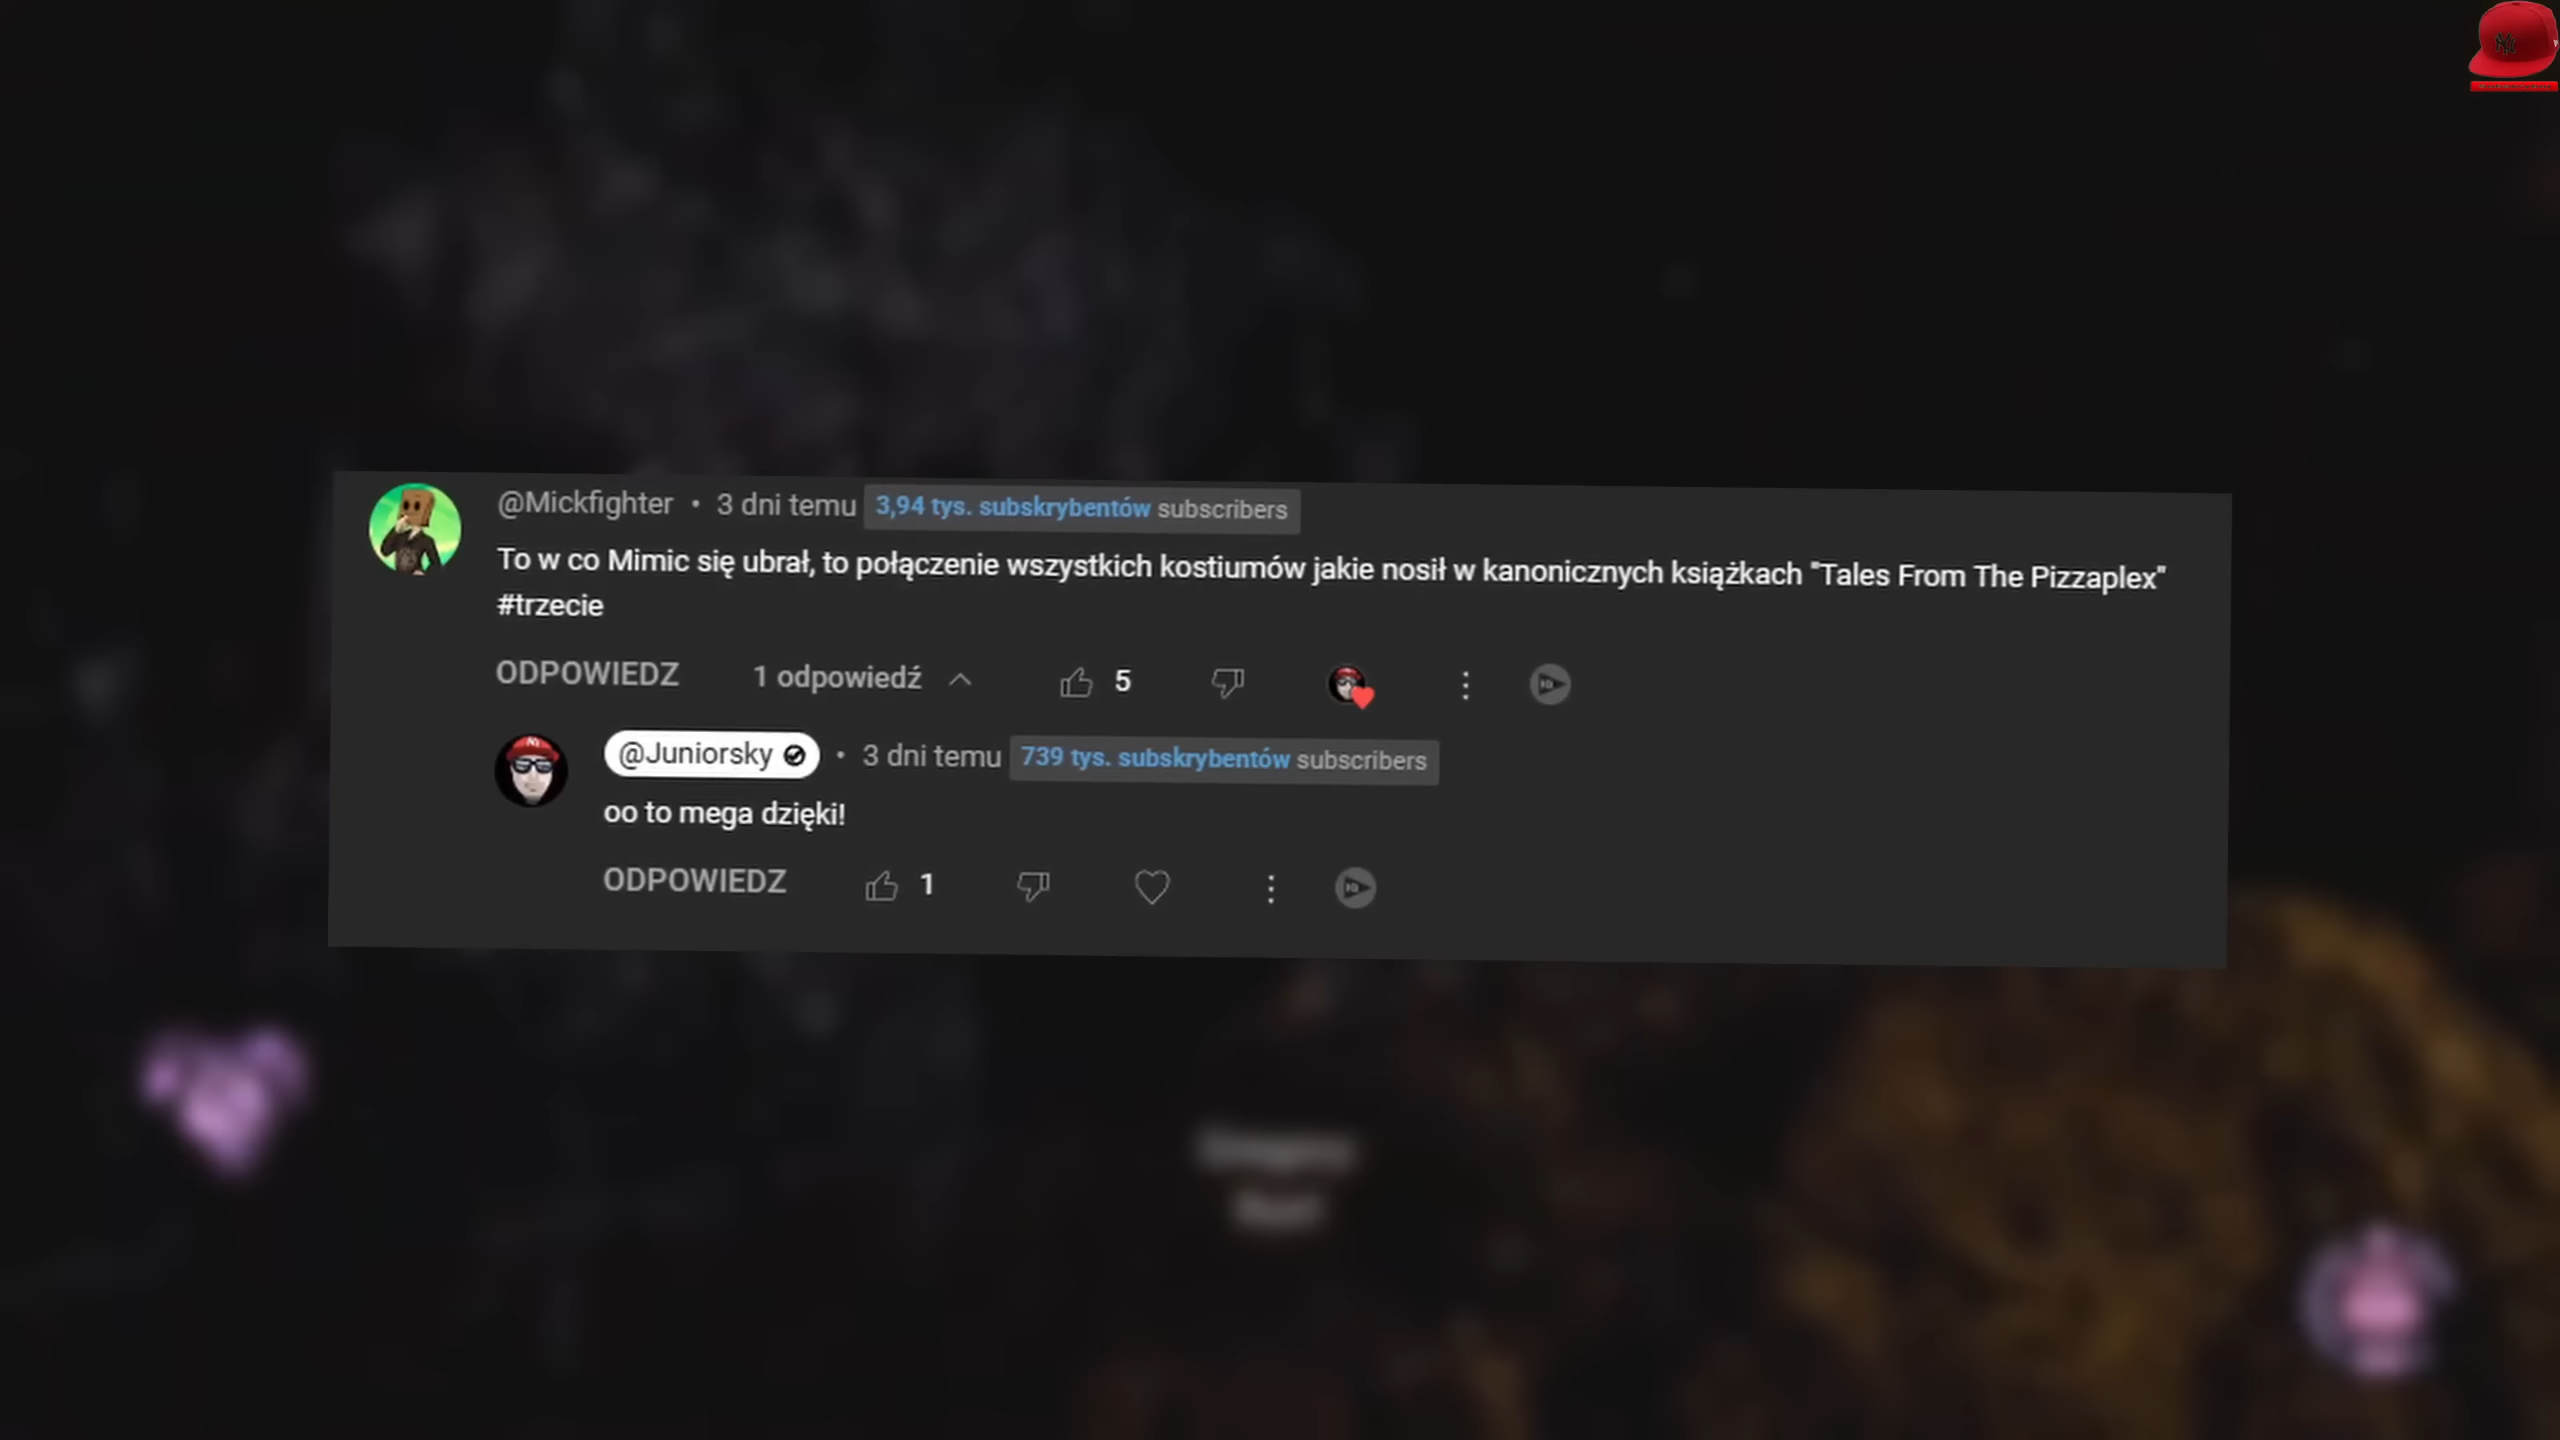 @Mickfighter • 3 dni temu 3,94 tys. subskrybentów subscribers
To w co Mimic się ubrał, to połączenie wszystkich kostiumów jakie nosił w kanonicznych książkach "Tales From The Pizzaplex"
#trzecie
ODPOWIEDZ 1 odpowiedź 5
@Juniorsky • 3 dni temu 739 tys. subskrybentów subscribers
oo to mega dzięki!
ODPOWIEDZ 1